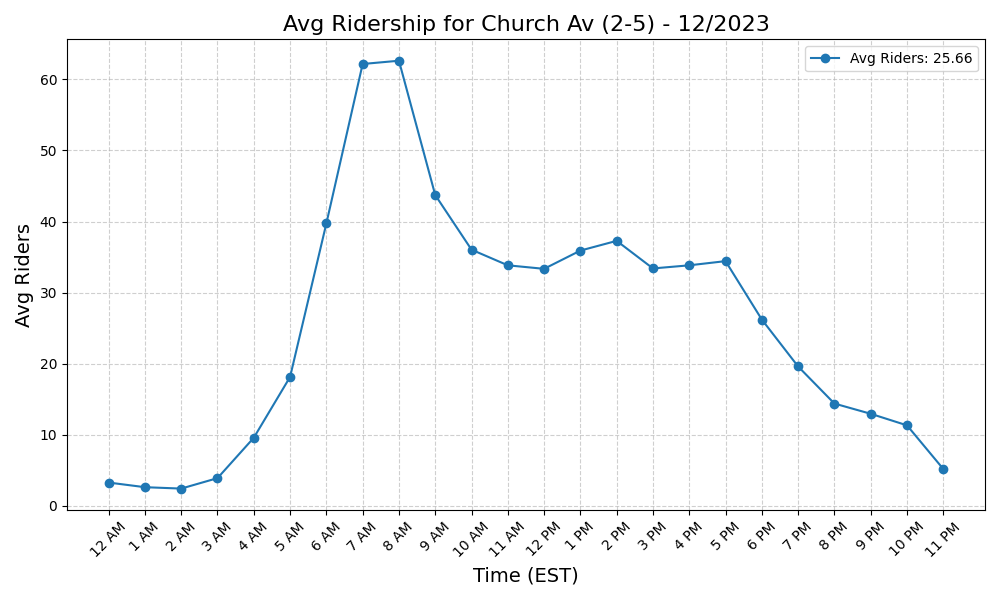 Avg Ridership for Church Av (2-5) - 12/2023
Avg Riders: 25.66
Avg Riders
60
50
40
30
20
10
0
12 AM
1 AM
2 AM
3 AM
4 AM
5 AM
6 AM
7 AM
8 AM
9 AM
10 AM
11 AM
12 PM
1 PM
2 PM
3 PM
4 PM
5 PM
6 PM
7 PM
8 PM
9 PM
10 PM
11 PM
Time (EST)